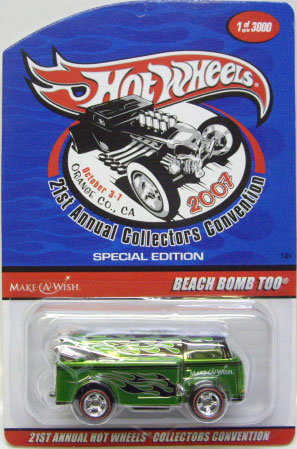 1 of 3000
Hot Wheels
October 3-7
ORANGE CO., CA
2007
21st Annual Collectors Convention
SPECIAL EDITION
14+
MAKE-A-WISH.
BEACH BOMB TOO®
MAKE-A-WISH.
21ST ANNUAL HOT WHEELS® COLLECTORS CONVENTION